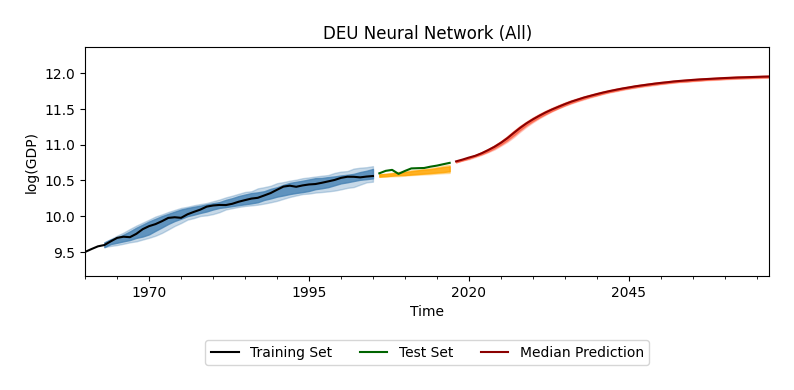 DEU Neural Network (All)
12.0
11.5
11.0
10.5
10.0
9.5
log(GDP)
1970 1995 2020 2045
Time
Training Set Test Set Median Prediction